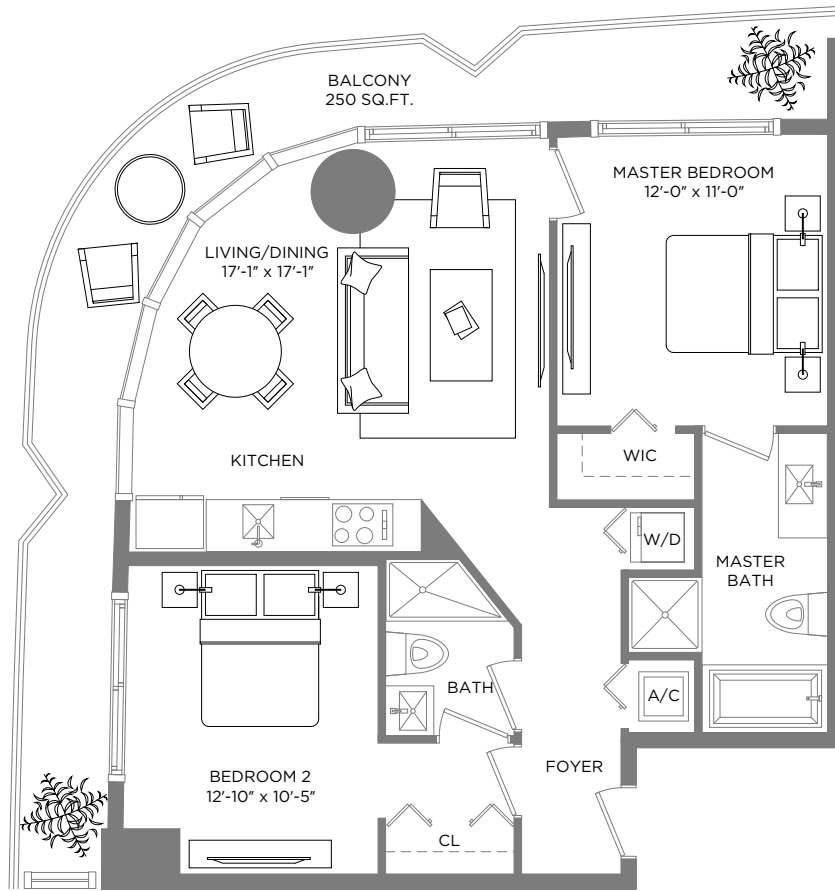 BALCONY
250 SQ.FT.
MASTER BEDROOM
12'-0" x 11'-0"
LIVING/DINING
17'-1" x 17'-1"
KITCHEN
WIC
W/D
MASTER
BATH
BATH
A/C
FOYER
BEDROOM 2
12'-10" x 10'-5"
CL